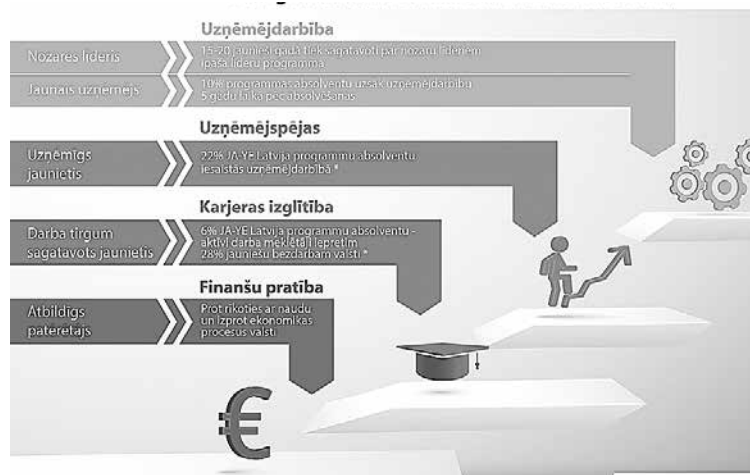 Uzņēmējdarbība
Nozares līderis
15-20 jaunieši gadā tiek sagatavoti par nozaru līderiem
īpašā līderu programmā
Jaunais uzņēmējs
10% programmas absolventu uzsāk uzņēmējdarbību
5 gadu laikā pēc absolvēšanas
Uzņēmējspējas
Uzņēmīgs
jaunietis
22% JA-YE Latvija programmu absolventu
iesaistās uzņēmējdarbībā *
Karjeras izglītība
Darba tirgum
sagatavots jaunietis
6% JA-YE Latvija programmu absolventu -
aktīvi darba meklētāji iepretim
28% jauniešu bezdarbam valstī *
Finanšu pratība
Atbildīgs
patērētājs
Prot rīkoties ar naudu
un izprot ekonomikas
procesus valstī
€